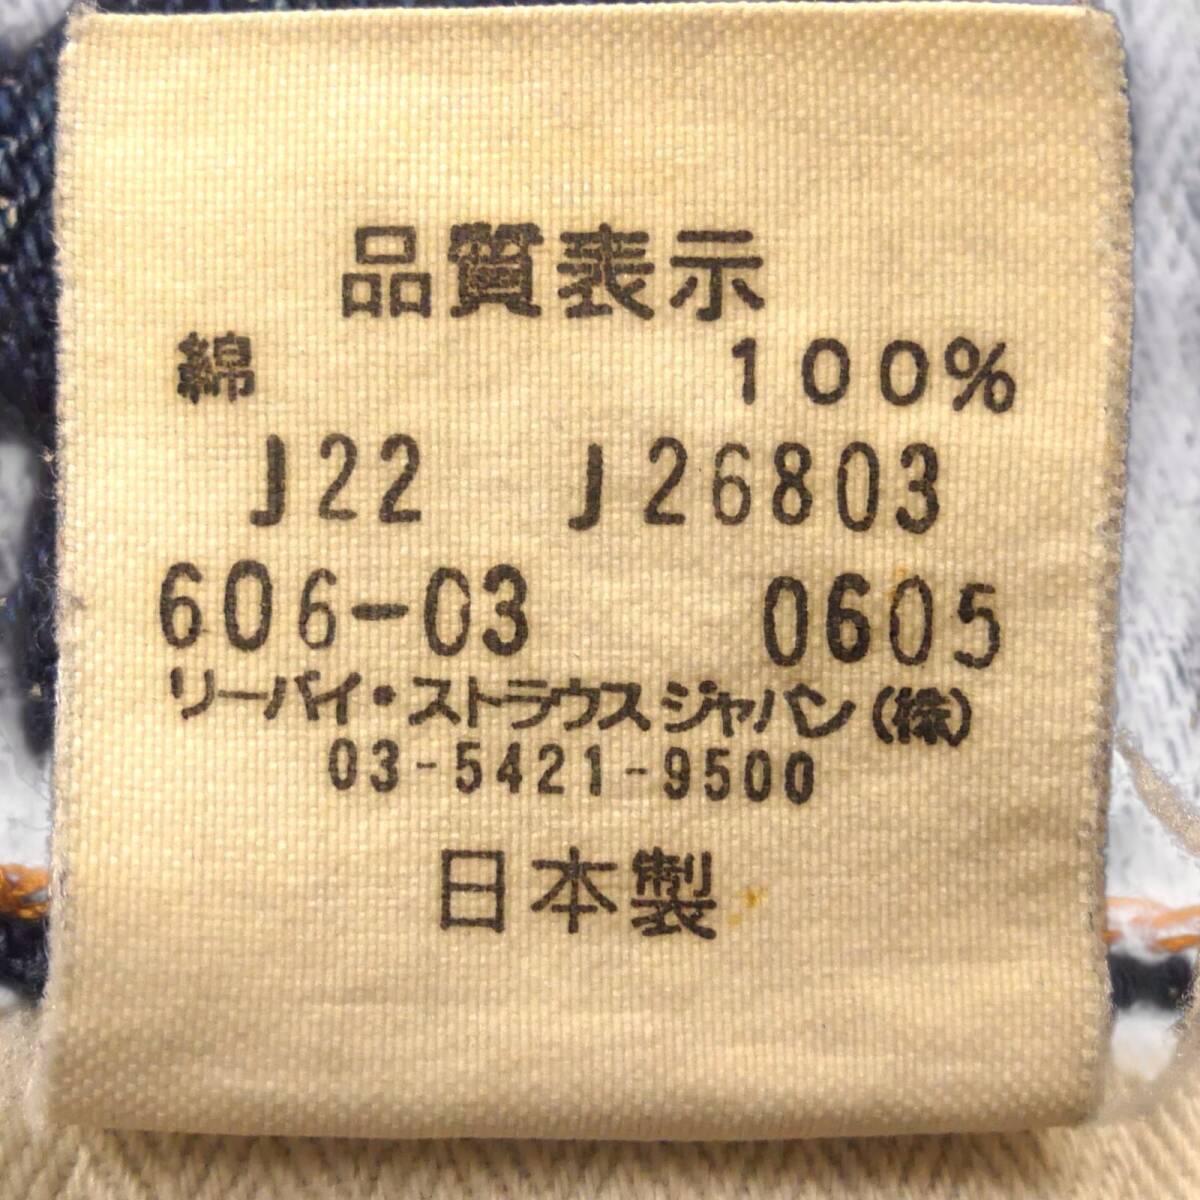 品質表示
綿 100%
J22 J26803
606-03 0605
リーバイ・ストラウスジャパン(株)
03-5421-9500
日本製